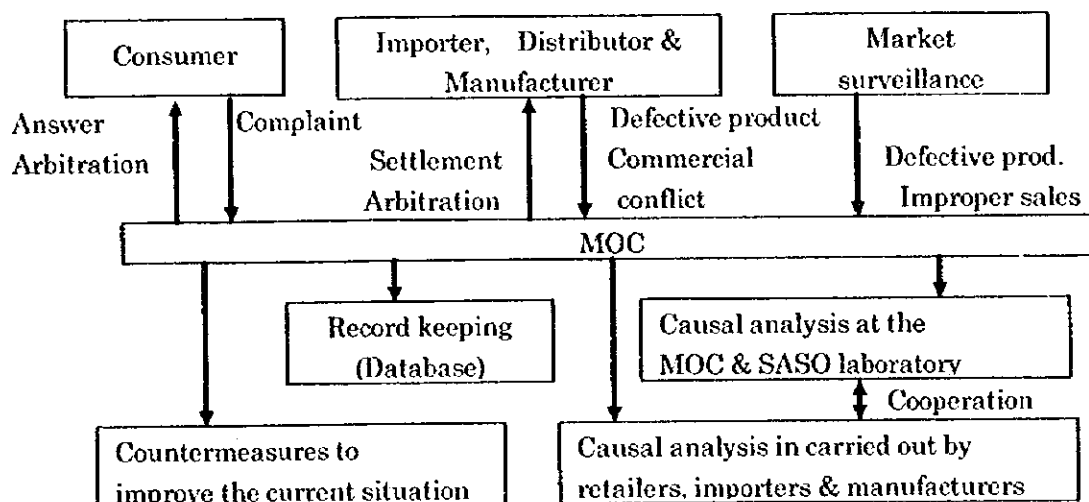 Consumer
Importer, Distributor &
Manufacturer
Market
surveillance
Answer
Arbitration
Complaint
Settlement
Arbitration
Defective product
Commercial
conflict
Defective prod.
Improper sales
MOC
Record keeping
(Database)
Causal analysis at the
MOC & SASO laboratory
Cooperation
Countermeasures to
improve the current situation
Causal analysis in carried out by
retailers, importers & manufacturers